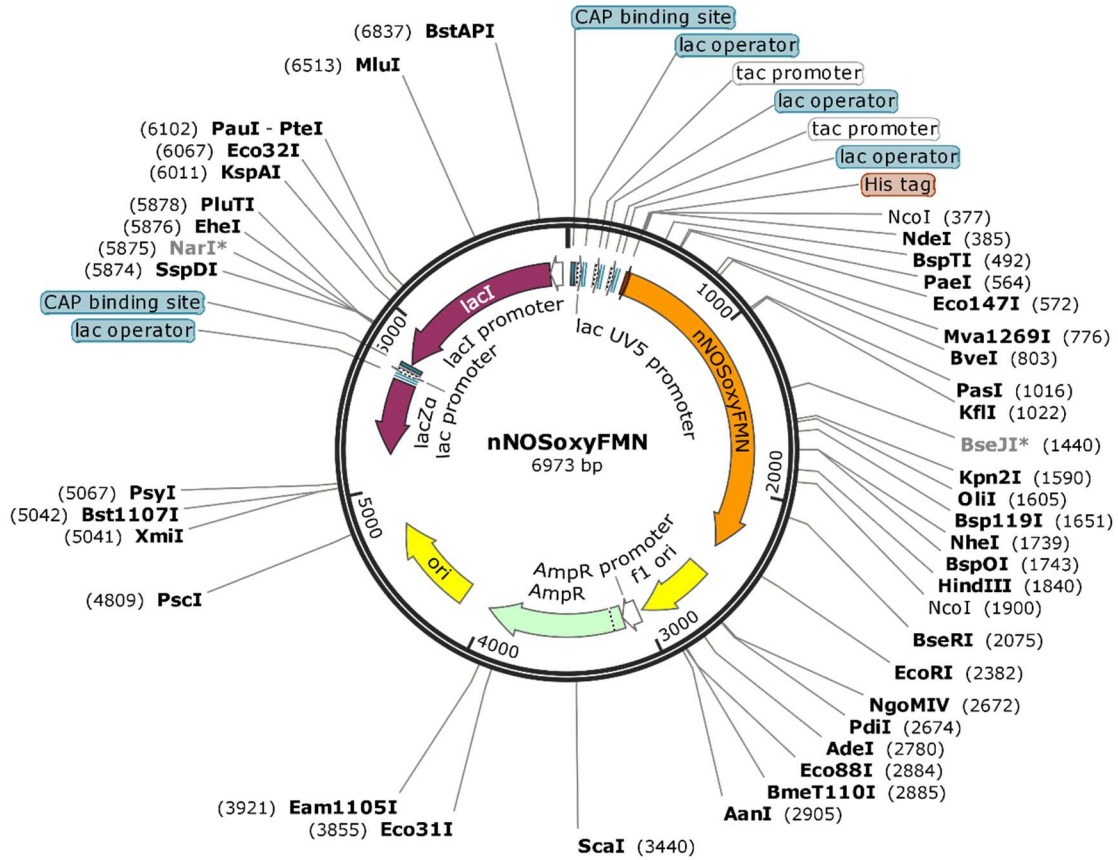 (6837) BstAPI
(6513) MluI
(6102) PauI - PteI
(6067) Eco32I
(6011) KspAI
(5878) PluTI
(5876) EheI
(5875) NarI*
(5874) SspDI
CAP binding site
lac operator
(5067) PsyI
(5042) Bst1107I
(5041) XmiI
(4809) PscI
(3921) Eam1105I
(3855) Eco31I
ScaI (3440)
CAP binding site
lac operator
tac promoter
lac operator
tac promoter
lac operator
His tag
NcoI (377)
NdeI (385)
BspTI (492)
PaeI (564)
Eco147I (572)
Mva1269I (776)
BveI (803)
PasI (1016)
KflI (1022)
BseJI* (1440)
Kpn2I (1590)
OliI (1605)
Bsp119I (1651)
NheI (1739)
BspOI (1743)
HindIII (1840)
NcoI (1900)
BseRI (2075)
EcoRI (2382)
NgoMIV (2672)
PdiI (2674)
AdeI (2780)
Eco88I (2884)
BmeT110I (2885)
AanI (2905)
1000
2000
3000
4000
5000
6000
lacI
lacI promoter
lac promoter
lacZα
lac UV5 promoter
nNOSoxyFMN
nNOSoxyFMN
6973 bp
AmpR promoter
AmpR
f1 ori
ori